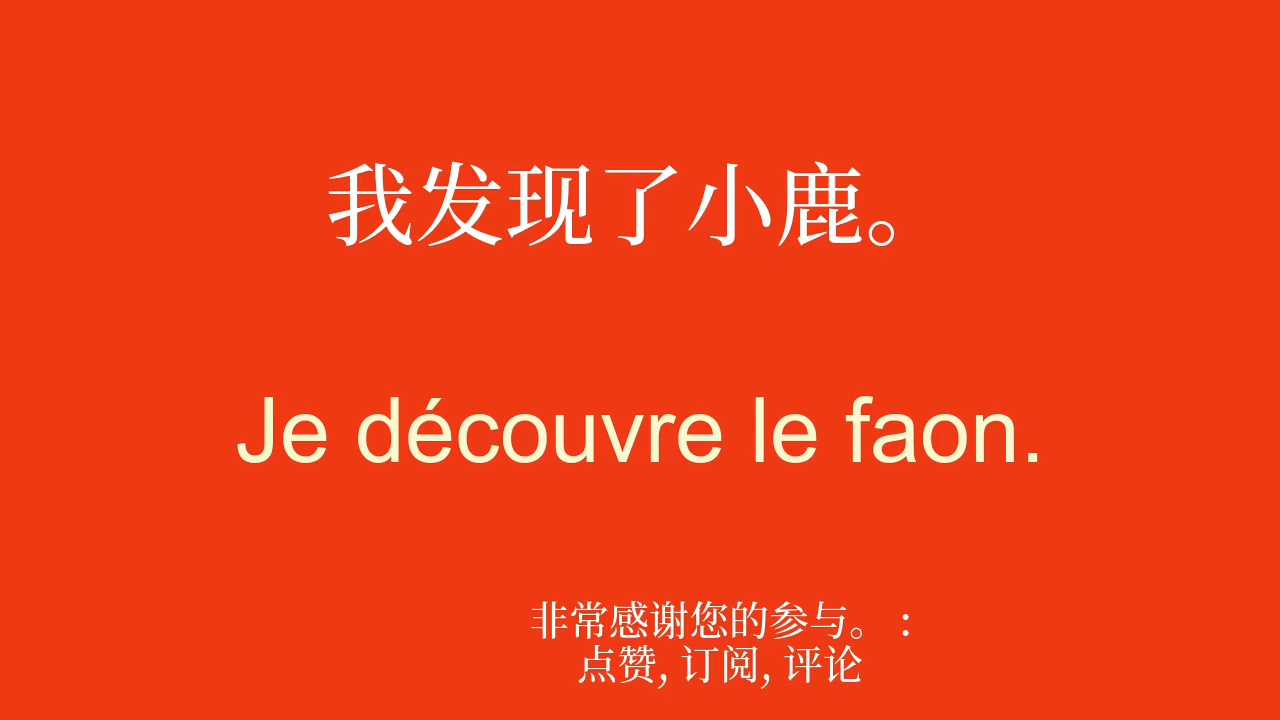 我发现了小鹿。
Je découvre le faon.
非常感谢您的参与。 :
点赞, 订阅, 评论